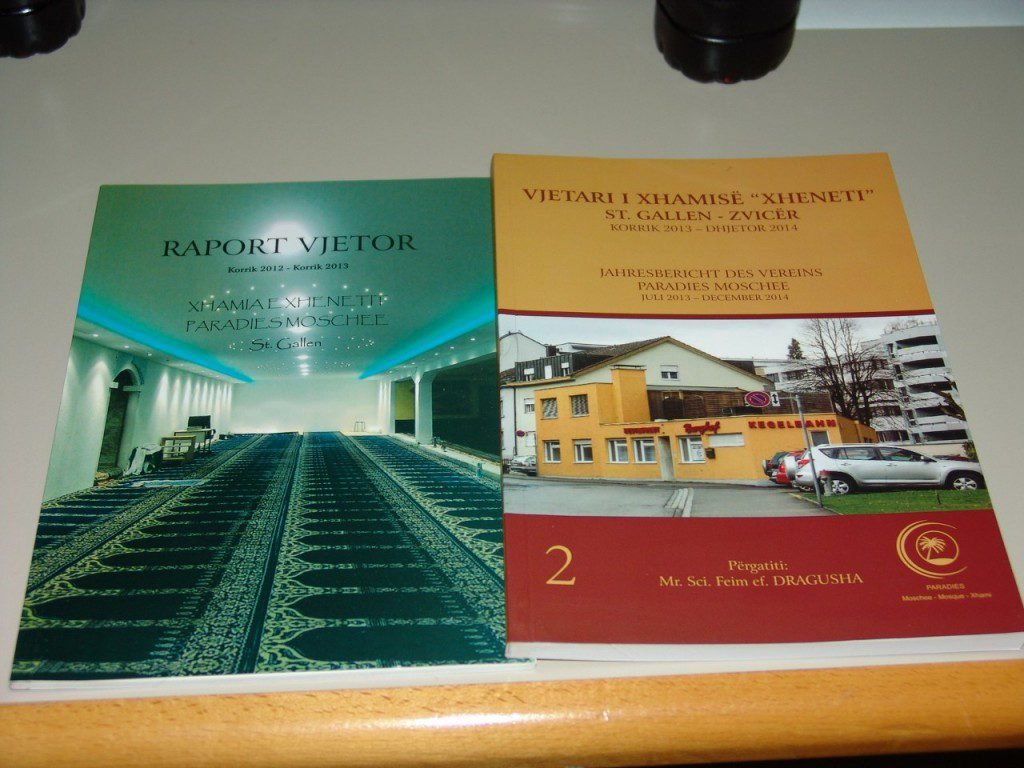 RAPORT VJETOR
Korrik 2012 - Korrik 2013
XHAMIA E XHENETIT
PARADIES MOSCHEE
St. Gallen
VJETARI I XHAMISË “XHENETI”
ST. GALLEN - ZVICËR
KORRIK 2013 – DHJETOR 2014
JAHRESBERICHT DES VEREINS
PARADIES MOSCHEE
JULI 2013 – DECEMBER 2014
Burghof
KEGELBAHN
2
Përgatiti:
Mr. Sci. Feim ef. DRAGUSHA
PARADIES
Moschee - Mosque - Xhami